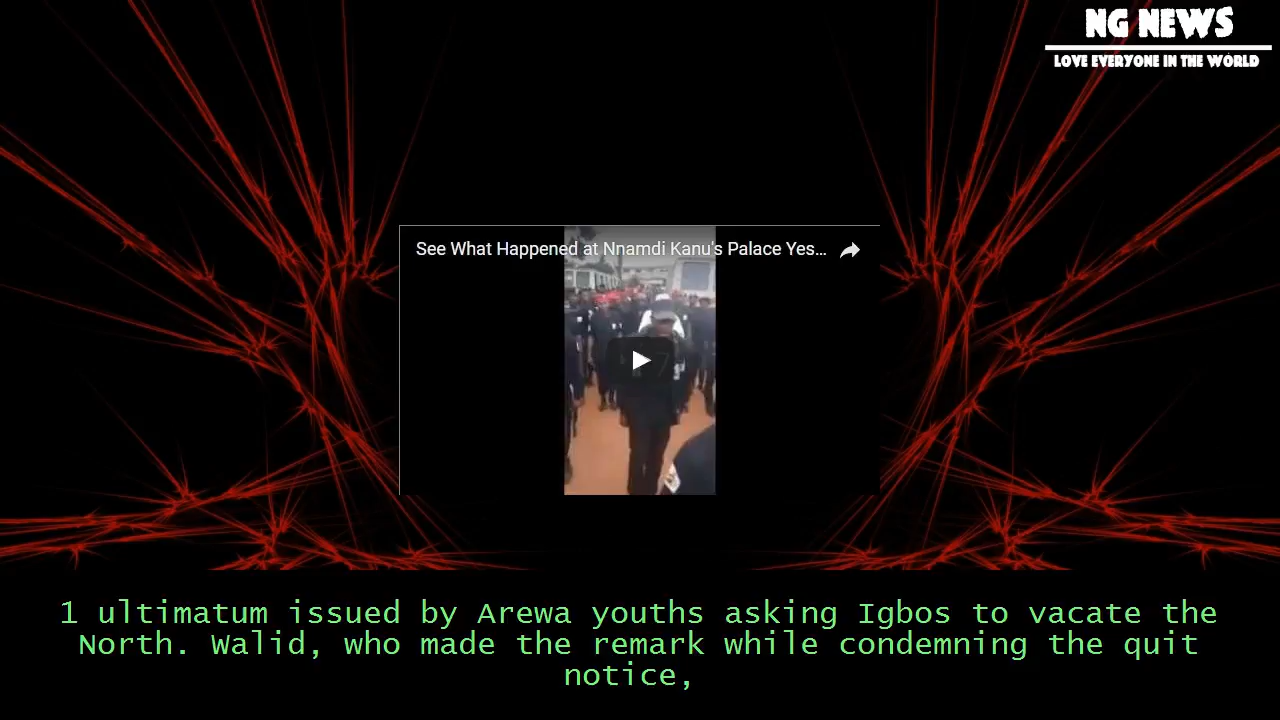 NG NEWS
LOVE EVERYONE IN THE WORLD
See What Happened at Nnamdi Kanu's Palace Yes...
1 ultimatum issued by Arewa youths asking Igbos to vacate the
North. Walid, who made the remark while condemning the quit
notice,